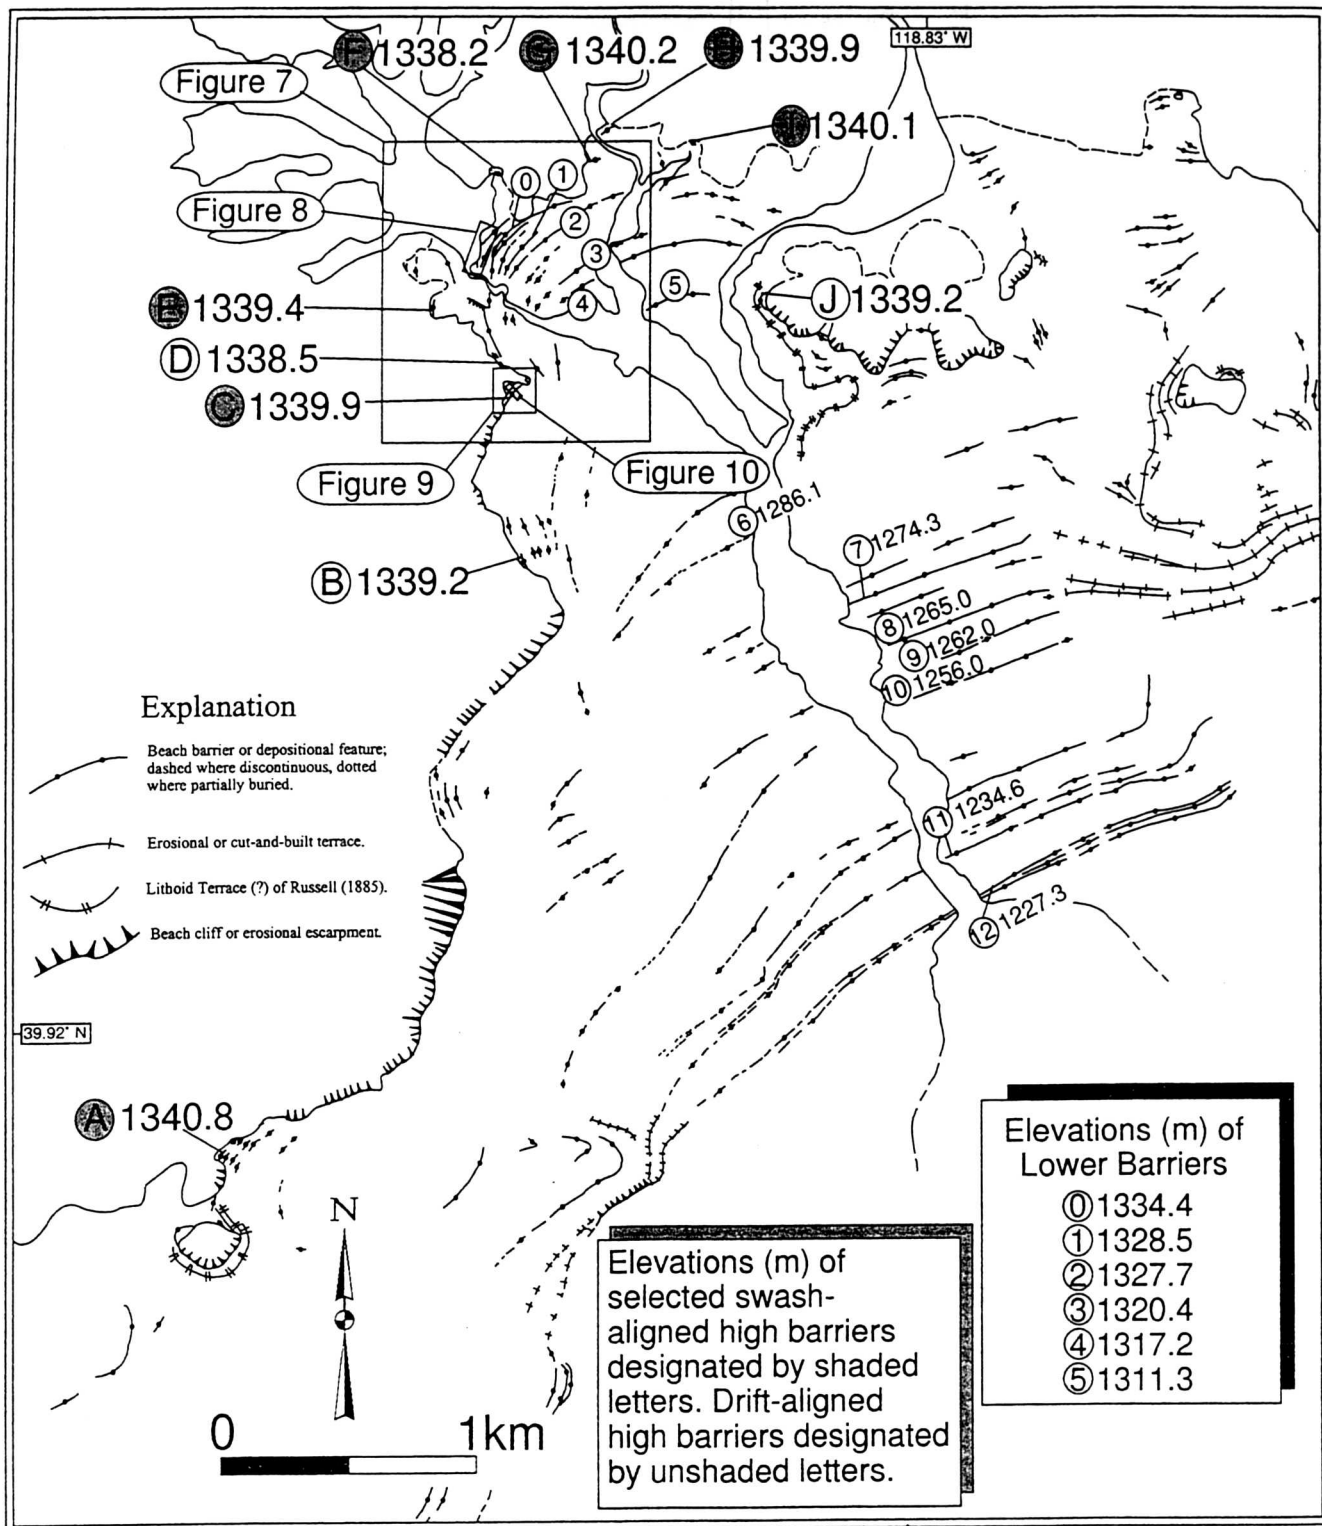 F 1338.2
G 1340.2
H 1339.9
118.83° W
Figure 7
I 1340.1
0
1
Figure 8
2
3
5
4
E 1339.4
J 1339.2
D 1338.5
C 1339.9
Figure 9
Figure 10
6 1286.1
7 1274.3
B 1339.2
8 1265.0
9 1262.0
10 1256.0
Explanation
Beach barrier or depositional feature;
dashed where discontinuous, dotted
where partially buried.
Erosional or cut-and-built terrace.
Lithoid Terrace (?) of Russell (1885).
Beach cliff or erosional escarpment.
11 1234.6
12 1227.3
39.92° N
A 1340.8
N
0 1km
Elevations (m) of
selected swash-
aligned high barriers
designated by shaded
letters. Drift-aligned
high barriers designated
by unshaded letters.
Elevations (m) of
Lower Barriers
0 1334.4
1 1328.5
2 1327.7
3 1320.4
4 1317.2
5 1311.3